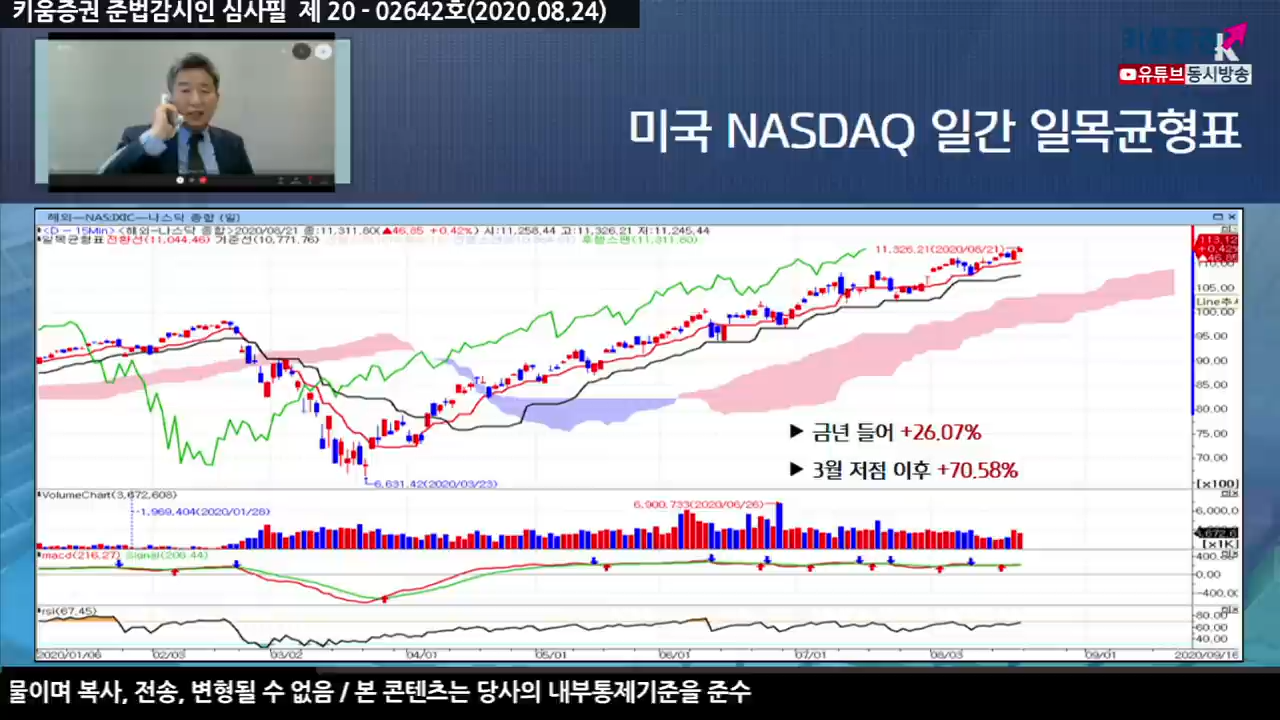 키움증권 준법감시인 심사필 제 20 - 02642호(2020.08.24)
유튜브 동시방송
미국 NASDAQ 일간 일목균형표
해외—NAS:IXIC—나스닥 종합 (일)
<D - 15Min> <해외-나스닥 종합>2020/08/21 종:11,311.80(▲46.85 +0.42%) 시:11,258.44 고:11,326.21 저:11,245.44
일목균형표 전환선(11,044.46) 기준선(10,771.76) 후행스팬(11,311.80)
11,326.21(2020/08/21)
+0.42%
▲46.85
110.00
105.00
100.00
95.00
90.00
85.00
80.00
75.00
70.00
[x100]
▶ 금년 들어 +26.07%
▶ 3월 저점 이후 +70.58%
6,631.42(2020/03/23)
VolumeChart(3,672,608)
1,969,404(2020/01/28)
6,900,733(2020/06/26)
6,000.0
[x1K]
macd(216.27) signal(206.44)
400.00
0.00
-400.00
rsi(67.45)
80.00
60.00
40.00
2020/01/06 02/03 03/02 04/01 05/01 06/01 07/01 08/03 09/01 2020/09/16
물이며 복사, 전송, 변형될 수 없음 / 본 콘텐츠는 당사의 내부통제기준을 준수